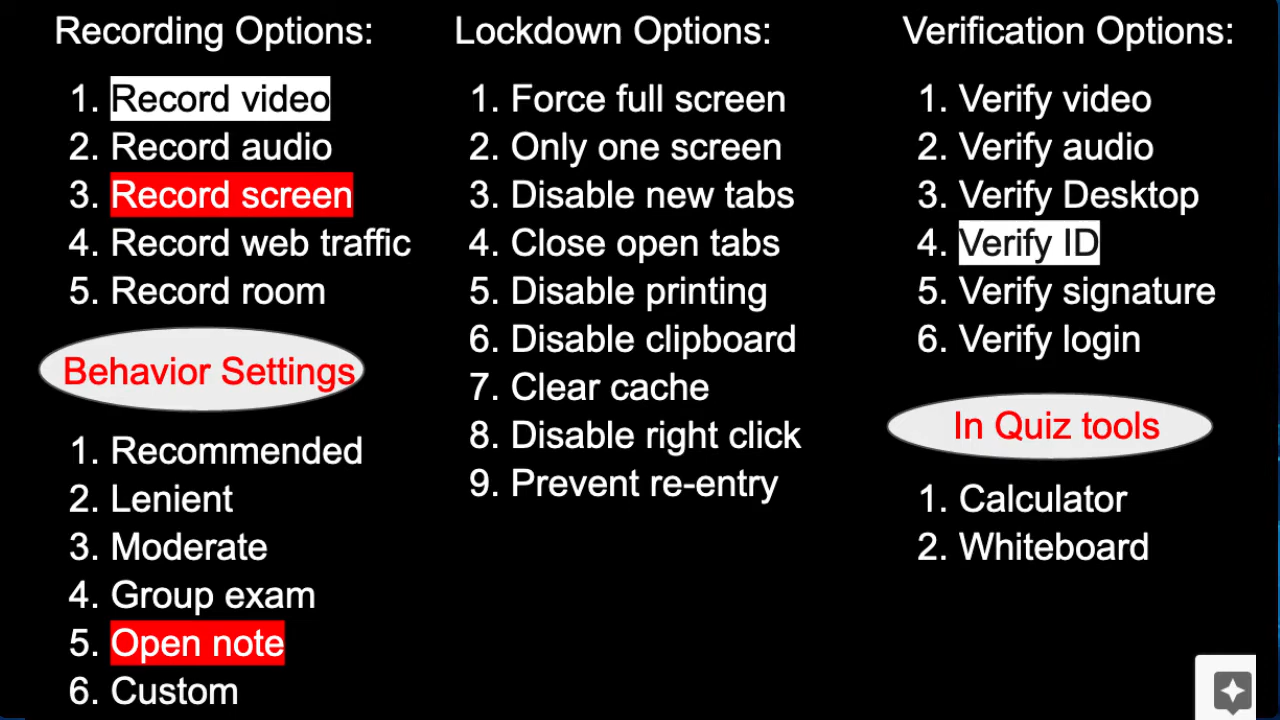 Recording Options:
1. Record video
2. Record audio
3. Record screen
4. Record web traffic
5. Record room
Behavior Settings
1. Recommended
2. Lenient
3. Moderate
4. Group exam
5. Open note
6. Custom
Lockdown Options:
1. Force full screen
2. Only one screen
3. Disable new tabs
4. Close open tabs
5. Disable printing
6. Disable clipboard
7. Clear cache
8. Disable right click
9. Prevent re-entry
Verification Options:
1. Verify video
2. Verify audio
3. Verify Desktop
4. Verify ID
5. Verify signature
6. Verify login
In Quiz tools
1. Calculator
2. Whiteboard